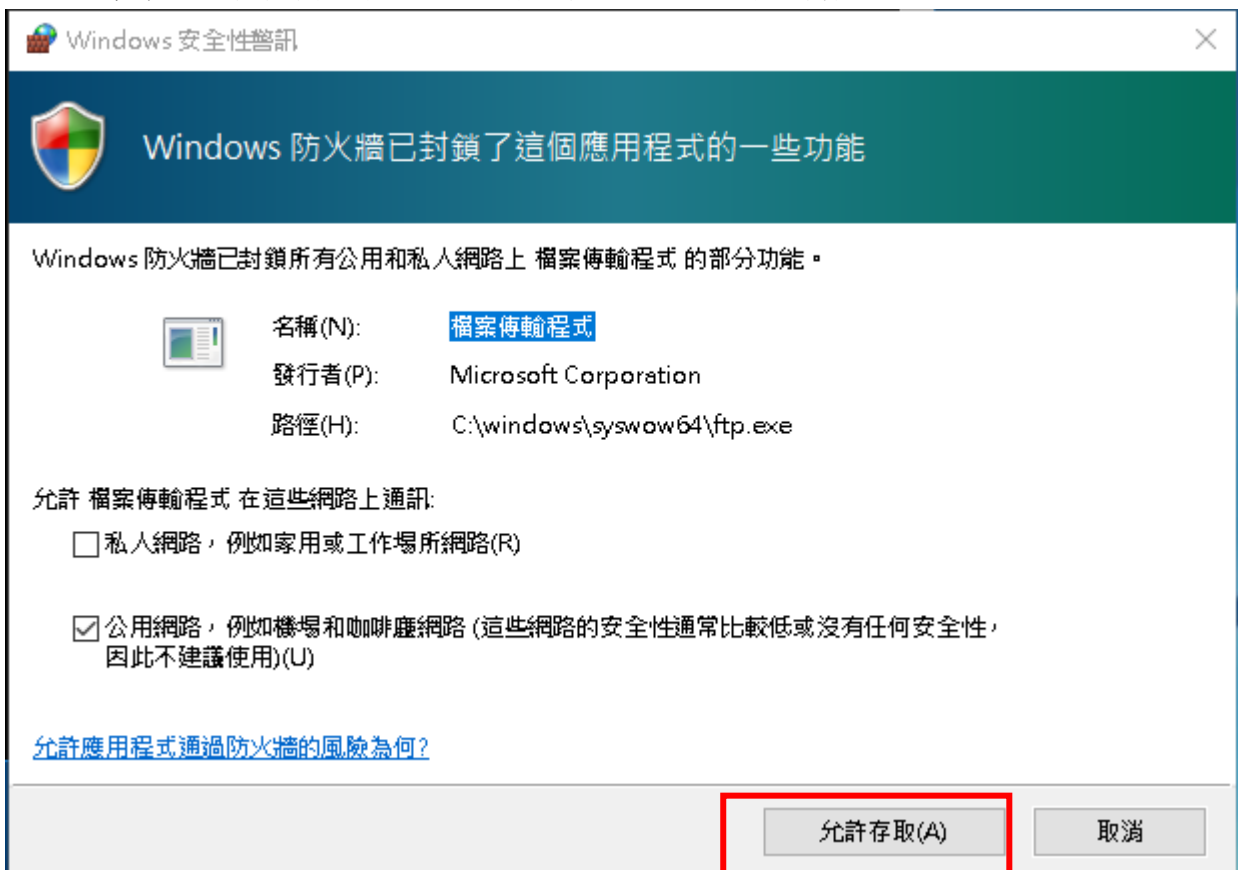 Windows 安全性警訊
Windows 防火牆已封鎖了這個應用程式的一些功能
Windows 防火牆已封鎖所有公用和私人網路上 檔案傳輸程式 的部分功能。
名稱(N): 檔案傳輸程式
發行者(P): Microsoft Corporation
路徑(H): C:\windows\syswow64\ftp.exe
允許 檔案傳輸程式 在這些網路上通訊:
私人網路，例如家用或工作場所網路(R)
公用網路，例如機場和咖啡廳網路 (這些網路的安全性通常比較低或沒有任何安全性，
因此不建議使用)(U)
允許應用程式通過防火牆的風險為何?
允許存取(A) 取消